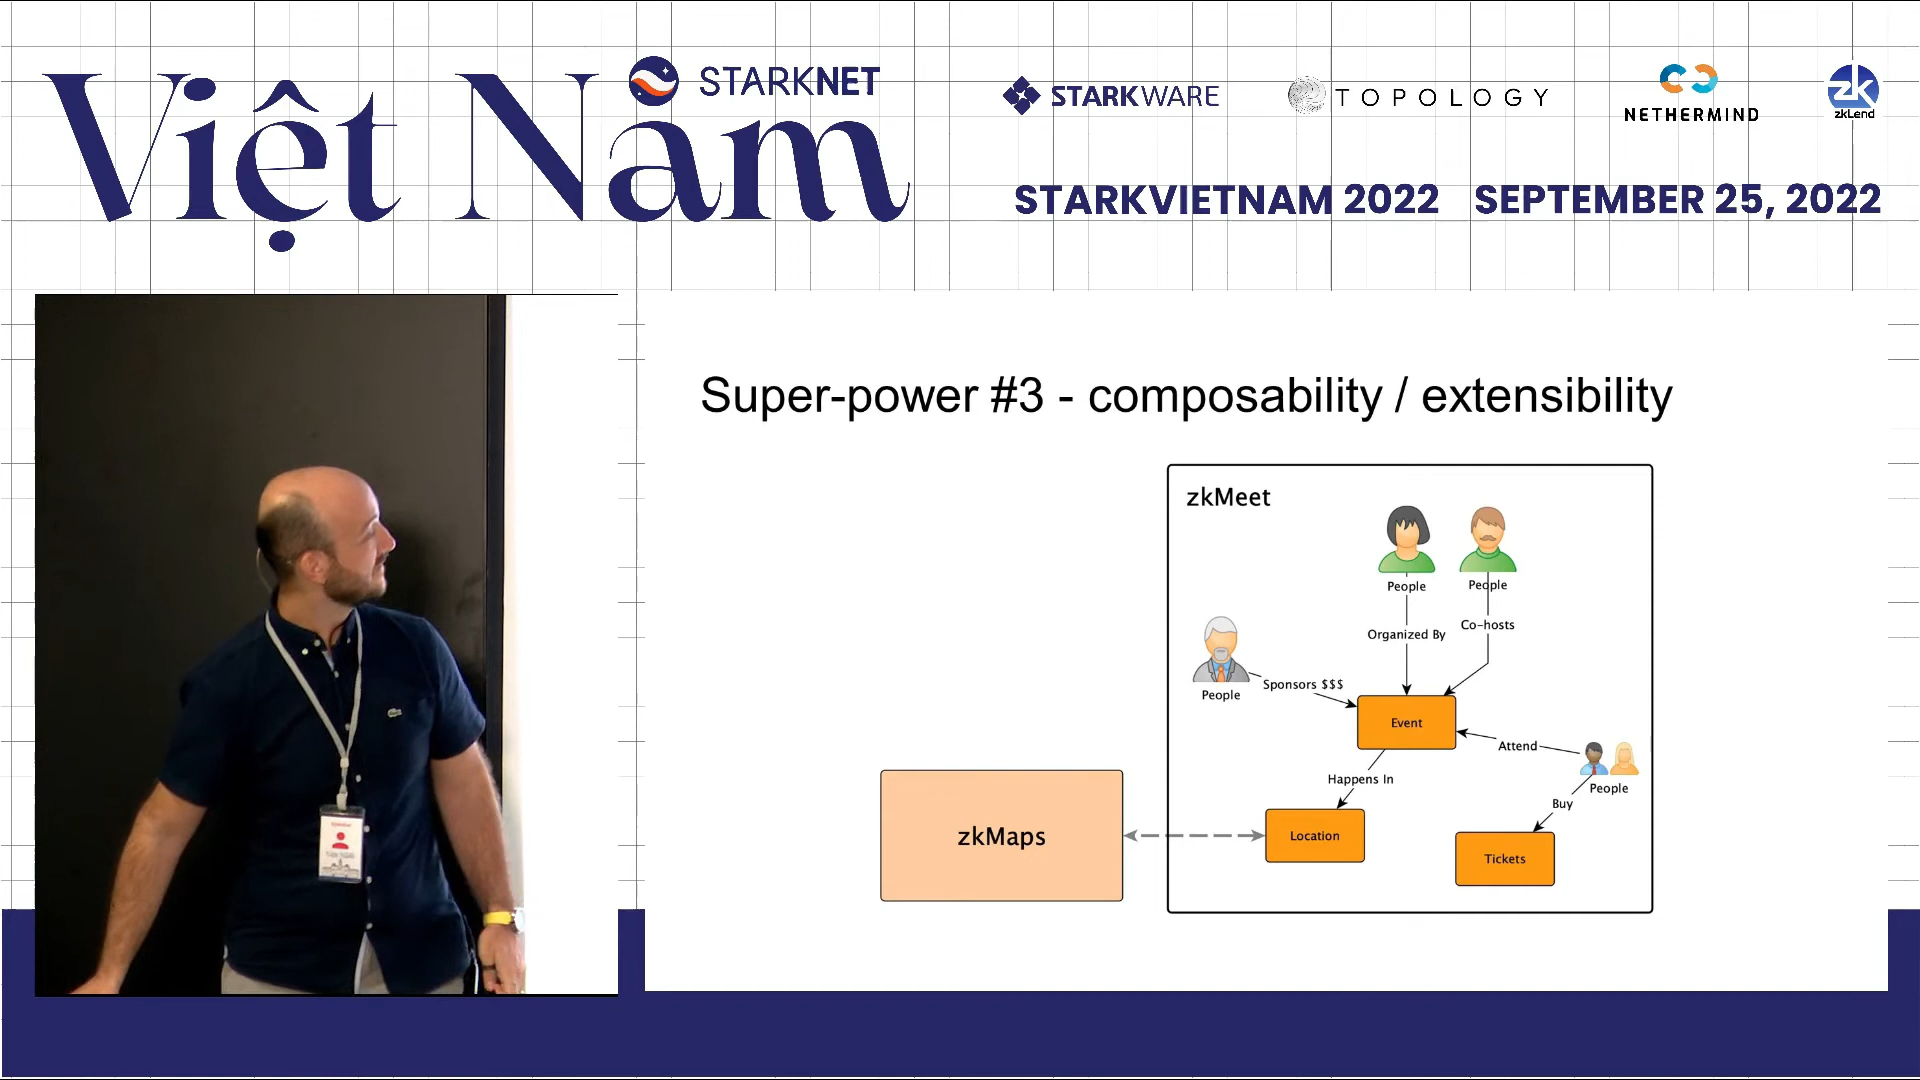 Việt Nam
STARKNET
STARKWARE
TOPOLOGY
NETHERMIND
zk
zkLend
STARKVIETNAM 2022 SEPTEMBER 25, 2022
Super-power #3 - composability / extensibility
zkMeet
People
People
Organized By
Co-hosts
People
Sponsors $$$
Event
Attend
People
Happens In
Buy
zkMaps
Location
Tickets